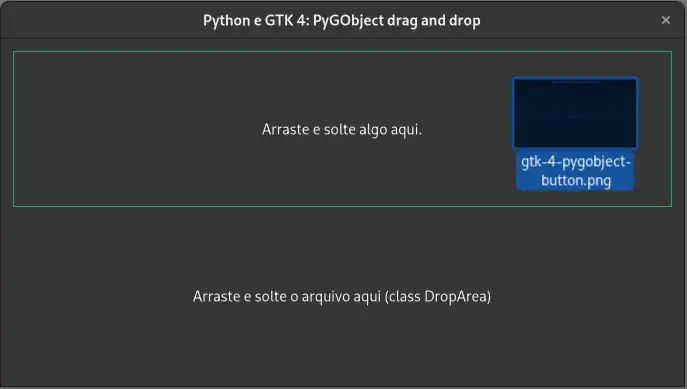 Python e GTK 4: PyGObject drag and drop
Arraste e solte algo aqui.
gtk-4-pygobject-
button.png
Arraste e solte o arquivo aqui (class DropArea)